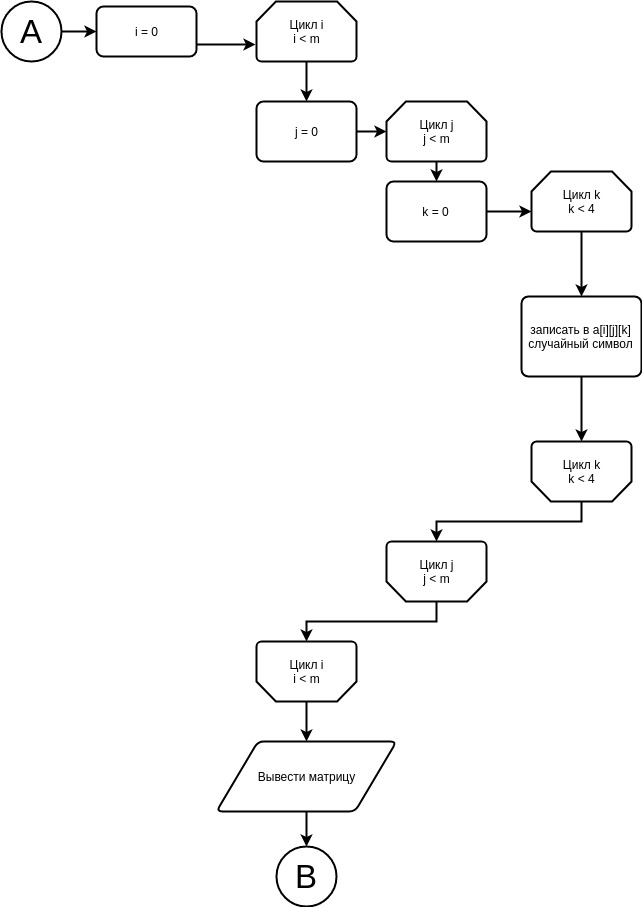 A
i = 0
Цикл i
i < m
j = 0
Цикл j
j < m
k = 0
Цикл k
k < 4
записать в a[i][j][k]
случайный символ
Цикл k
k < 4
Цикл j
j < m
Цикл i
i < m
Вывести матрицу
B